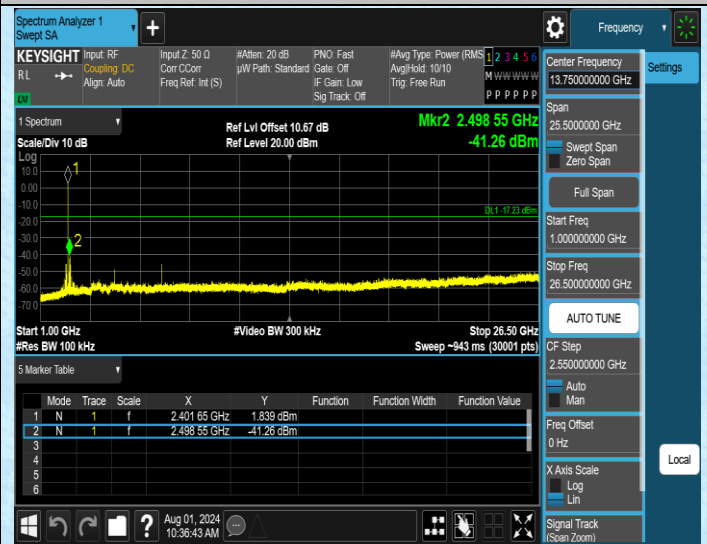 Spectrum Analyzer 1
Swept SA
+
Frequency
KEYSIGHT
RL
LXI
Input: RF
Coupling: DC
Align: Auto
Input Z: 50 Ω
Corr CCorr
Freq Ref: Int (S)
#Atten: 20 dB
µW Path: Standard
PNO: Fast
Gate: Off
IF Gain: Low
Sig Track: Off
#Avg Type: Power (RMS
Avg|Hold: 10/10
Trig: Free Run
1 2 3 4 5 6
M W W W W W
P P P P P P
Center Frequency
13.750000000 GHz
Settings
Span
25.5000000 GHz
Swept Span
Zero Span
Full Span
Start Freq
1.000000000 GHz
Stop Freq
26.500000000 GHz
AUTO TUNE
CF Step
2.550000000 GHz
Auto
Man
Freq Offset
0 Hz
X Axis Scale
Log
Lin
Signal Track
(Span Zoom)
Local
1 Spectrum
Scale/Div 10 dB
Log
Ref Lvl Offset 10.67 dB
Ref Level 20.00 dBm
Mkr2 2.498 55 GHz
-41.26 dBm
10.0
0.00
-10.0
-20.0
-30.0
-40.0
-50.0
-60.0
-70.0
1
2
DL1 -17.23 dBm
Start 1.00 GHz
#Res BW 100 kHz
#Video BW 300 kHz
Stop 26.50 GHz
Sweep ~943 ms (30001 pts)
5 Marker Table
Mode Trace Scale X Y Function Function Width Function Value
1 N 1 f 2.401 65 GHz 1.839 dBm
2 N 1 f 2.498 55 GHz -41.26 dBm
3
4
5
6
?
Aug 01, 2024
10:36:43 AM